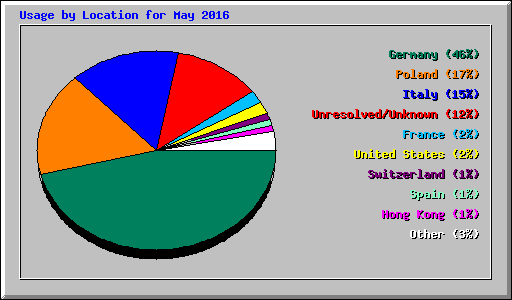 Usage by Location for May 2016
Germany (46%)
Poland (17%)
Italy (15%)
Unresolved/Unknown (12%)
France (2%)
United States (2%)
Switzerland (1%)
Spain (1%)
Hong Kong (1%)
Other (3%)